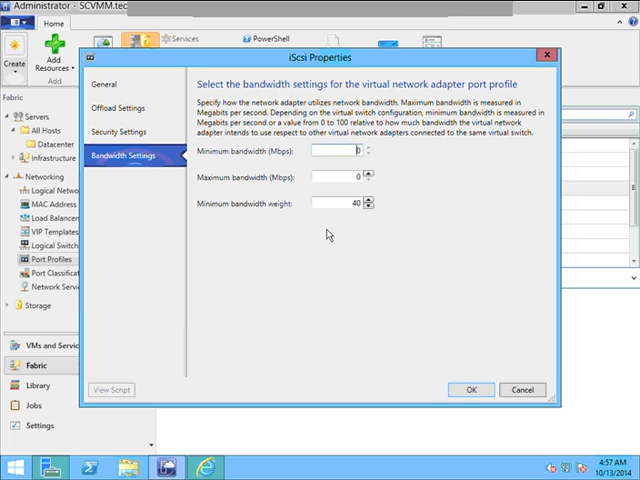 Administrator - SCVMM.tec
Home
Create
Add
Resources
Add
Services
PowerShell
Fabric
Servers
All Hosts
Datacenter
Infrastructure
Networking
Logical Netwo
MAC Address
Load Balancers
VIP Templates
Logical Switch
Port Profiles
Port Classificat
Network Servic
Storage
VMs and Servic
Fabric
Library
Jobs
Settings
iScsi Properties
General
Offload Settings
Security Settings
Bandwidth Settings
Select the bandwidth settings for the virtual network adapter port profile
Specify how the network adapter utilizes network bandwidth. Maximum bandwidth is measured in
Megabits per second. Depending on the virtual switch configuration, minimum bandwidth is measured in
Megabits per second or a value from 0 to 100 relative to how much bandwidth the virtual network
adapter intends to use respect to other virtual network adapters connected to the same virtual switch.
Minimum bandwidth (Mbps): 0
Maximum bandwidth (Mbps): 0
Minimum bandwidth weight: 40
View Script
OK
Cancel
4:57 AM
10/13/2014